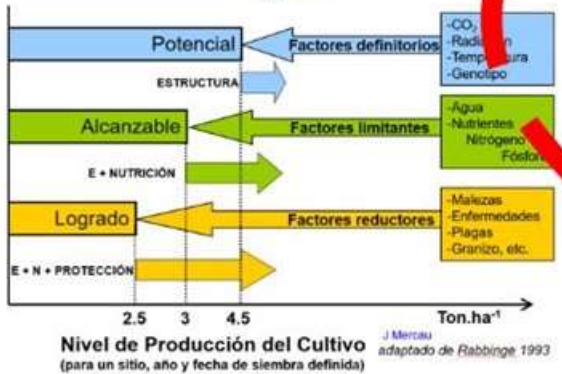 Potencial
Factores definitorios
-CO₂
-Temperatura
-Genotipo
ESTRUCTURA
Alcanzable
Factores limitantes
-Agua
-Nutrientes
Nitrógeno
E + NUTRICIÓN
Logrado
Factores reductores
-Malezas
-Enfermedades
-Plagas
-Granizo, etc.
E + N + PROTECCIÓN
2.5 3 4.5 Ton.ha⁻¹
Nivel de Producción del Cultivo
(para un sitio, año y fecha de siembra definida)
J Mercau
adaptado de Rabbinge 1993